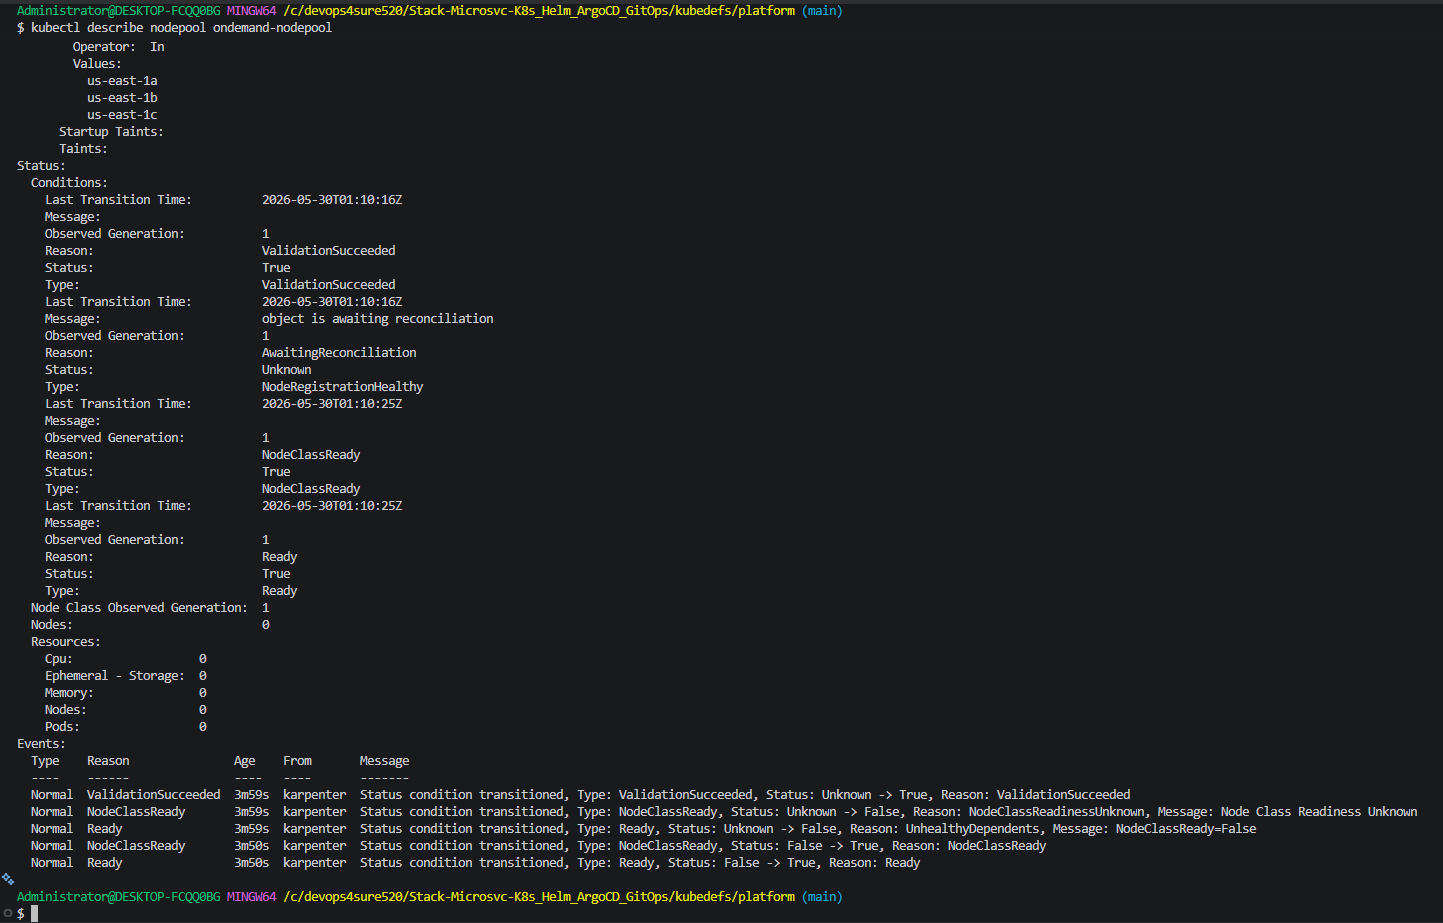 Administrator@DESKTOP-FCQQ0BG MINGW64 /c/devops4sure520/Stack-Microsvc-K8s_Helm_ArgoCD_GitOps/kubedefs/platform (main)
$ kubectl describe nodepool ondemand-nodepool
        Operator:  In
        Values:
          us-east-1a
          us-east-1b
          us-east-1c
      Startup Taints:
      Taints:
Status:
  Conditions:
    Last Transition Time:          2026-05-30T01:10:16Z
    Message:
    Observed Generation:           1
    Reason:                        ValidationSucceeded
    Status:                        True
    Type:                          ValidationSucceeded
    Last Transition Time:          2026-05-30T01:10:16Z
    Message:                       object is awaiting reconciliation
    Observed Generation:           1
    Reason:                        AwaitingReconciliation
    Status:                        Unknown
    Type:                          NodeRegistrationHealthy
    Last Transition Time:          2026-05-30T01:10:25Z
    Message:
    Observed Generation:           1
    Reason:                        NodeClassReady
    Status:                        True
    Type:                          NodeClassReady
    Last Transition Time:          2026-05-30T01:10:25Z
    Message:
    Observed Generation:           1
    Reason:                        Ready
    Status:                        True
    Type:                          Ready
  Node Class Observed Generation:  1
  Nodes:                           0
  Resources:
    Cpu:                  0
    Ephemeral - Storage:  0
    Memory:               0
    Nodes:                0
    Pods:                 0
Events:
  Type    Reason               Age    From       Message
  ----    ------               ----   ----       -------
  Normal  ValidationSucceeded  3m59s  karpenter  Status condition transitioned, Type: ValidationSucceeded, Status: Unknown -> True, Reason: ValidationSucceeded
  Normal  NodeClassReady       3m59s  karpenter  Status condition transitioned, Type: NodeClassReady, Status: Unknown -> False, Reason: NodeClassReadinessUnknown, Message: Node Class Readiness Unknown
  Normal  Ready                3m59s  karpenter  Status condition transitioned, Type: Ready, Status: Unknown -> False, Reason: UnhealthyDependents, Message: NodeClassReady=False
  Normal  NodeClassReady       3m50s  karpenter  Status condition transitioned, Type: NodeClassReady, Status: False -> True, Reason: NodeClassReady
  Normal  Ready                3m50s  karpenter  Status condition transitioned, Type: Ready, Status: False -> True, Reason: Ready
Administrator@DESKTOP-FCQQ0BG MINGW64 /c/devops4sure520/Stack-Microsvc-K8s_Helm_ArgoCD_GitOps/kubedefs/platform (main)
$